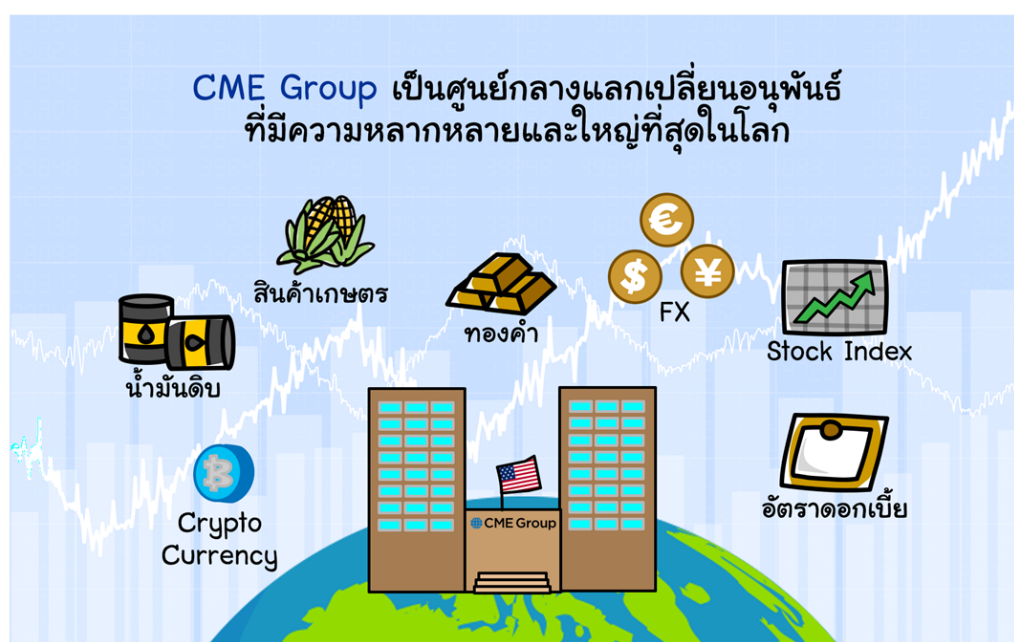 CME Group เป็นศูนย์กลางแลกเปลี่ยนอนุพันธ์
ที่มีความหลากหลายและใหญ่ที่สุดในโลก
สินค้าเกษตร
ทองคำ
FX
Stock Index
น้ำมันดิบ
Crypto
Currency
CME Group
อัตราดอกเบี้ย